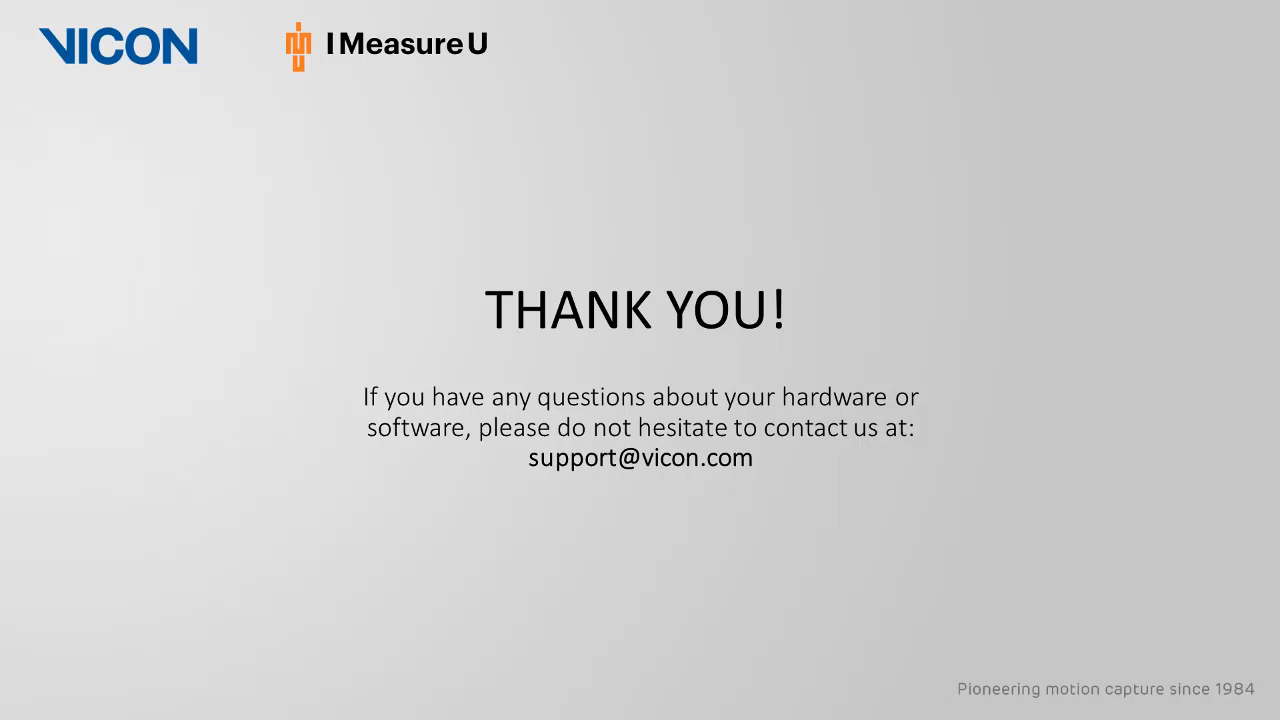 VICON
I Measure U
THANK YOU!
If you have any questions about your hardware or
software, please do not hesitate to contact us at:
support@vicon.com
Pioneering motion capture since 1984